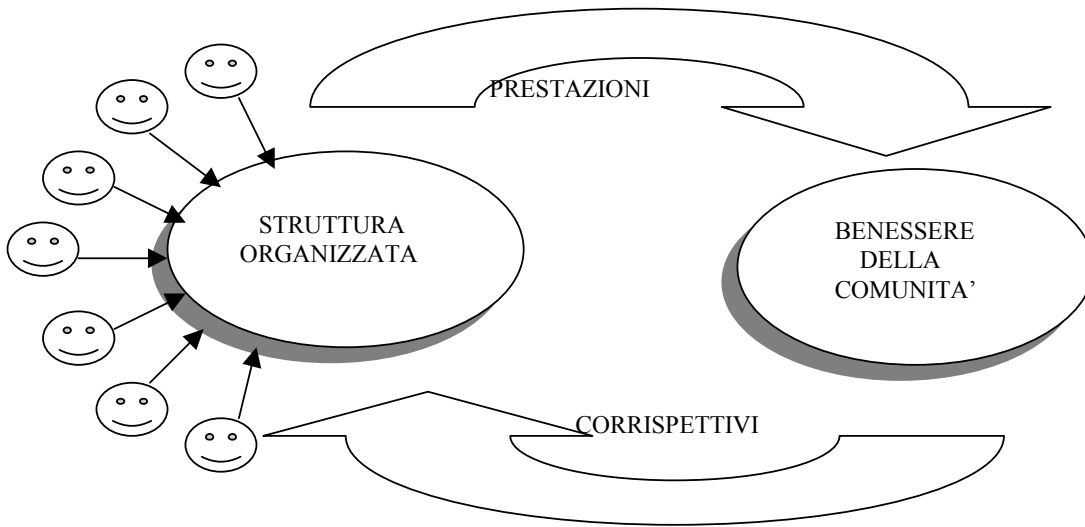 PRESTAZIONI
STRUTTURA
ORGANIZZATA
BENESSERE
DELLA
COMUNITA’
CORRISPETTIVI